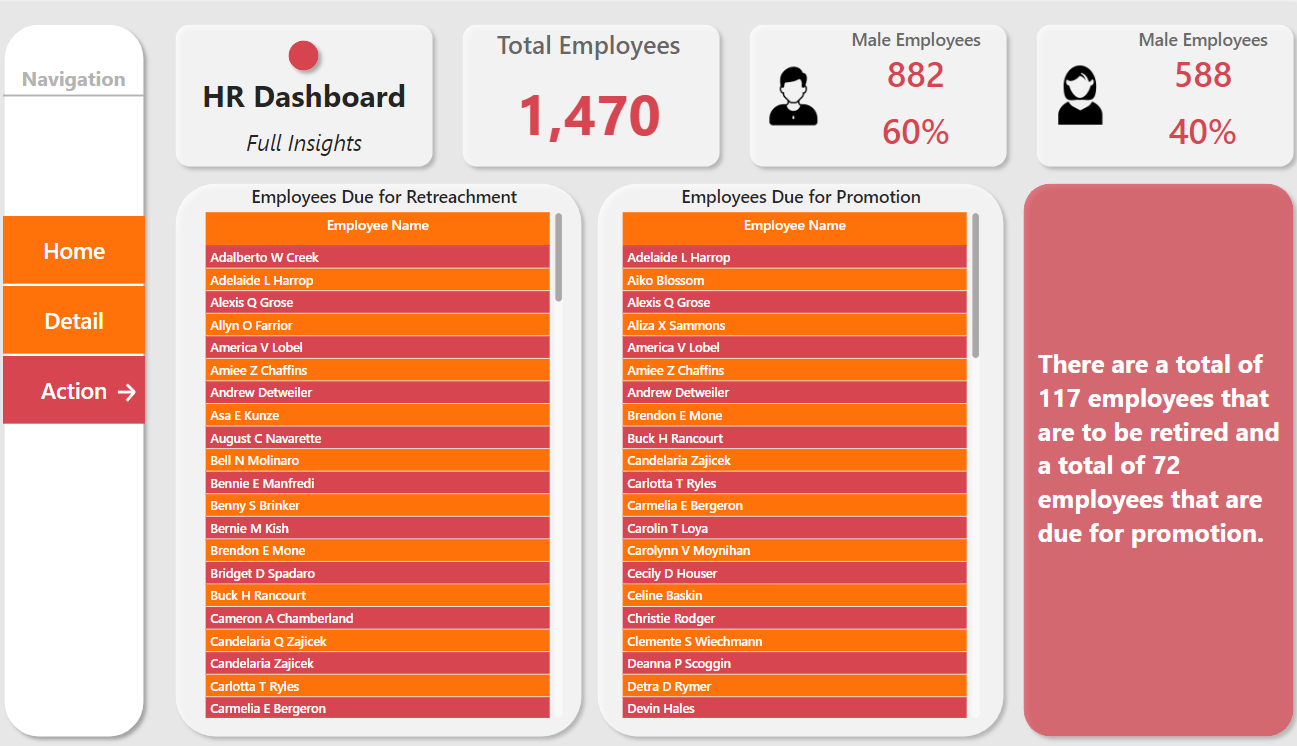 Navigation
Home
Detail
Action
HR Dashboard
Full Insights
Total Employees
1,470
Male Employees
882
60%
Male Employees
588
40%
Employees Due for Retreachment
Employee Name
Adalberto W Creek
Adelaide L Harrop
Alexis Q Grose
Allyn O Farrior
America V Lobel
Amiee Z Chaffins
Andrew Detweiler
Asa E Kunze
August C Navarette
Bell N Molinaro
Bennie E Manfredi
Benny S Brinker
Bernie M Kish
Brendon E Mone
Bridget D Spadaro
Buck H Rancourt
Cameron A Chamberland
Candelaria Q Zajicek
Candelaria Zajicek
Carlotta T Ryles
Carmelia E Bergeron
Employees Due for Promotion
Employee Name
Adelaide L Harrop
Aiko Blossom
Alexis Q Grose
Aliza X Sammons
America V Lobel
Amiee Z Chaffins
Andrew Detweiler
Brendon E Mone
Buck H Rancourt
Candelaria Zajicek
Carlotta T Ryles
Carmelia E Bergeron
Carolin T Loya
Carolynn V Moynihan
Cecily D Houser
Celine Baskin
Christie Rodger
Clemente S Wiechmann
Deanna P Scoggin
Detra D Rymer
Devin Hales
There are a total of
117 employees that
are to be retired and
a total of 72
employees that are
due for promotion.